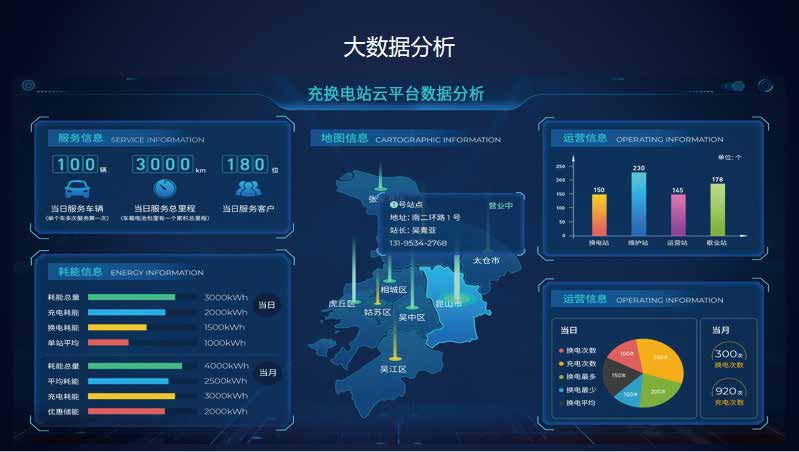 大数据分析
充换电站云平台数据分析
服务信息 SERVICE INFORMATION
100辆
3000km
180位
当日服务车辆
(单个车多次服务算一次)
当日服务总里程
(车载电池包里有一个累积总里程)
当日服务客户
耗能信息 ENERGY INFORMATION
耗能总量 3000kWh
充电耗能 2000kWh
换电耗能 1500kWh
单站平均 1000kWh
当日
耗能总量 4000kWh
平均耗能 2500kWh
充电耗能 3000kWh
优惠储能 2000kWh
当月
地图信息 CARTOGRAPHIC INFORMATION
张
1号站点 营业中
地址: 南二环路1号
站长: 吴青亚
131-9534-2768
太仓市
相城区
虎丘区
姑苏区
吴中区
昆山市
吴江区
运营信息 OPERATING INFORMATION
单位: 个
250
200
150
100
50
0
150
230
145
178
换电站
维护站
运营站
歇业站
运营信息 OPERATING INFORMATION
当日
换电次数
充电次数
换电最多
换电最少
换电平均
100次
200次
150次
当月
300次
换电次数
920次
充电次数